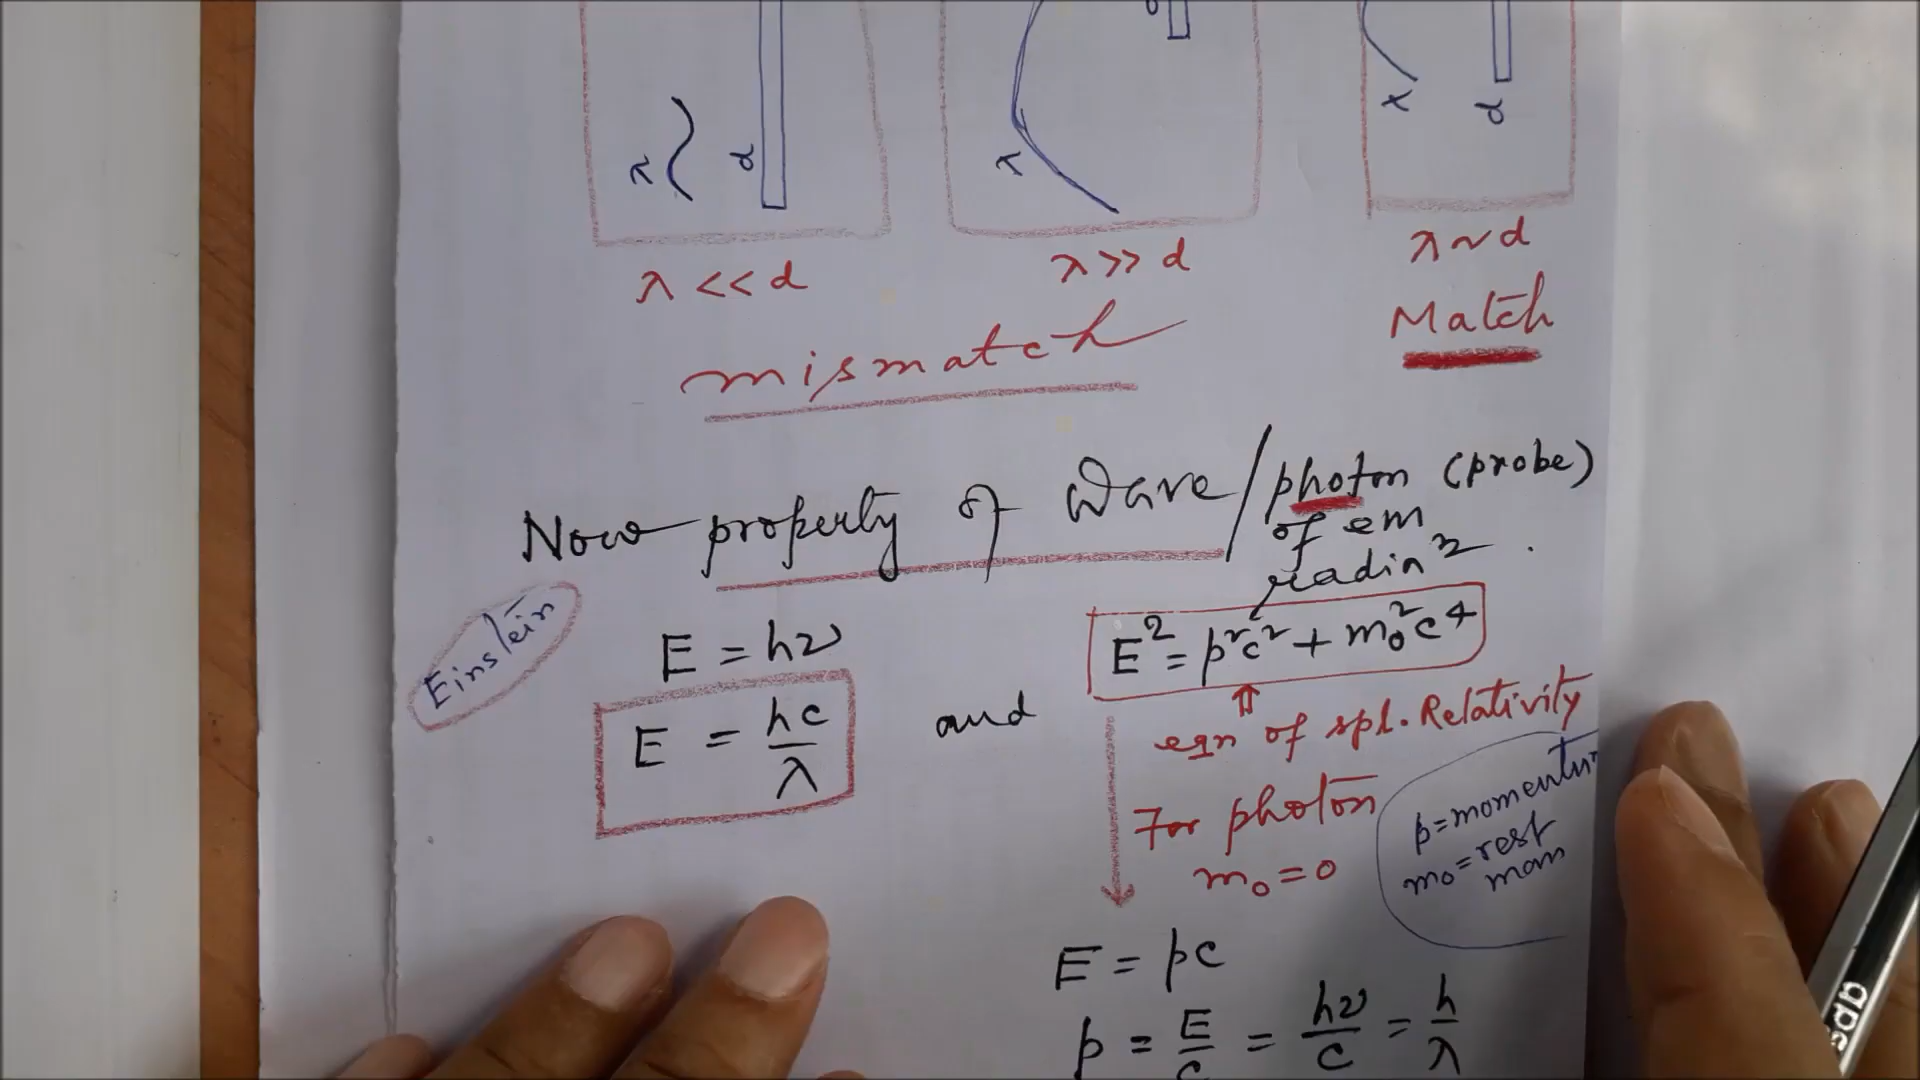 λ
d
λ
λ
d
λ << d
λ >> d
λ ~ d
mismatch
Match
Now property of Wave / photon (probe)
of em
radia^n .
Einstein
E = hν
E = hc/λ
and
E² = p²c² + m₀²c⁴
⇑
eqn of spl. Relativity
For photon
m₀ = 0
p = momentum
m₀ = rest
mass
E = pc
p = E/c = hν/c = h/λ